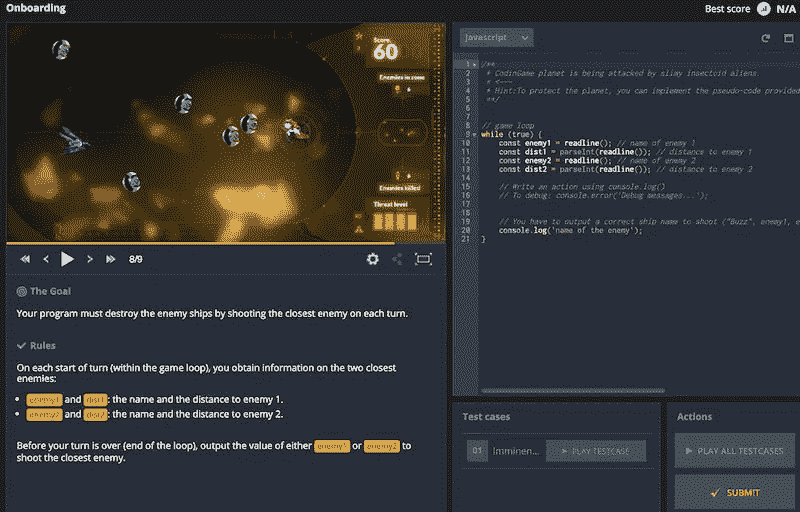 Onboarding
Best score N/A
Score
60
Enemies in zone
Enemies killed
Threat level
8/9
The Goal
Your program must destroy the enemy ships by shooting the closest enemy on each turn.
Rules
On each start of turn (within the game loop), you obtain information on the two closest
enemies:
enemy1 and dist1: the name and the distance to enemy 1.
enemy2 and dist2: the name and the distance to enemy 2.
Before your turn is over (end of the loop), output the value of either enemy1 or enemy2 to
shoot the closest enemy.
Javascript
1 /**
2 * CodinGame planet is being attacked by slimy insectoid aliens
3 * <---
4 * Hint:To protect the planet, you can implement the pseudo-code provided
5 **/
6
7
8 // game loop
9 while (true) {
10 const enemy1 = readline(); // name of enemy 1
11 const dist1 = parseInt(readline()); // distance to enemy 1
12 const enemy2 = readline(); // name of enemy 2
13 const dist2 = parseInt(readline()); // distance to enemy 2
14
15 // Write an action using console.log()
16 // To debug: console.error('Debug messages...');
17
18
19 // You have to output a correct ship name to shoot ("Buzz", enemy1, e
20 console.log('name of the enemy');
21 }
Test cases
01 Imminen... PLAY TESTCASE
Actions
PLAY ALL TESTCASES
SUBMIT